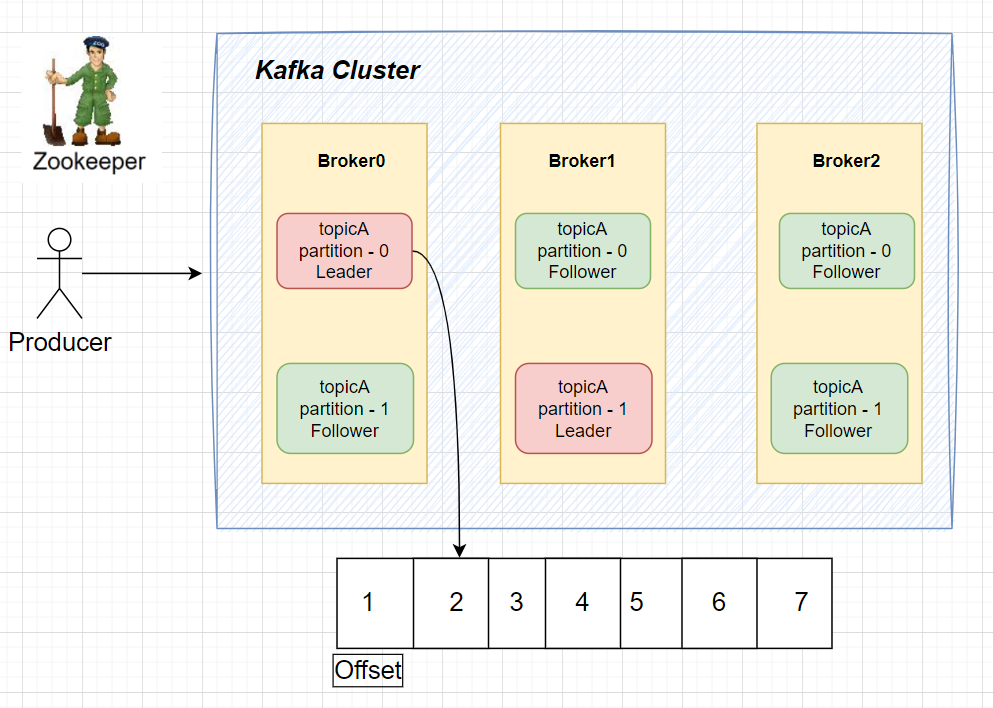 ZOO
Zookeeper
Producer
Kafka Cluster
Broker0
topicA
partition - 0
Leader
topicA
partition - 1
Follower
Broker1
topicA
partition - 0
Follower
topicA
partition - 1
Leader
Broker2
topicA
partition - 0
Follower
topicA
partition - 1
Follower
1 2 3 4 5 6 7
Offset